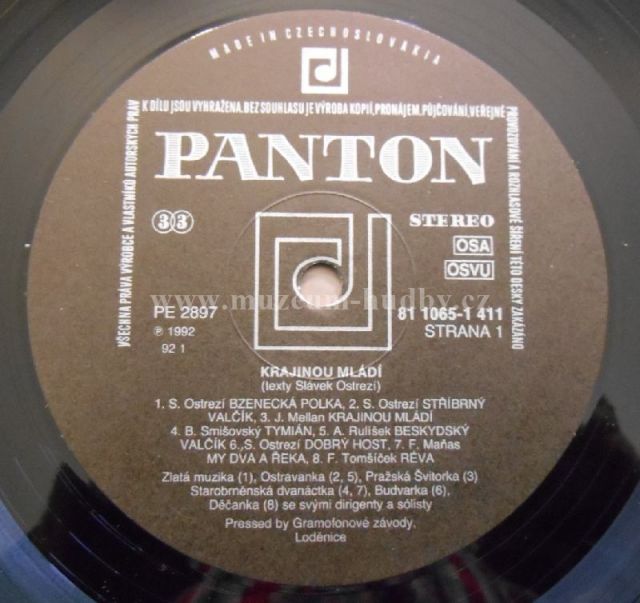 MADE IN CZECHOSLOVAKIA
VŠECHNA PRÁVA VÝROBCE A VLASTNÍKŮ AUTORSKÝCH PRÁV
K DÍLU JSOU VYHRAŽENA. BEZ SOUHLASU JE VÝROBA KOPIÍ, PRONÁJEM, PŮJČOVÁNÍ, VEŘEJNÉ
PROVOZOVÁNÍ A ROZHLASOVÉ ŠÍŘENÍ TÉTO DESKY ZAKÁZÁNO
PANTON
33
STEREO
OSA
OSVU
www.muzeum-hudby.cz
PE 2897
81 1065-1 411
Ⓟ 1992
STRANA 1
92 1
KRAJINOU MLÁDÍ
(texty Slávek Ostrezí)
1. S. Ostrezí BZENECKÁ POLKA, 2. S. Ostrezí STŘÍBRNÝ
VALČÍK, 3. J. Mellan KRAJINOU MLÁDÍ
4. B. Smišovský TYMIÁN, 5. A. Rulíšek BESKYDSKÝ
VALČÍK 6.,S. Ostrezí DOBRÝ HOST, 7. F. Maňas
MY DVA A ŘEKA, 8. F. Tomšíček RÉVA
Zlatá muzika (1), Ostravanka (2, 5), Pražská Švitorka (3)
Starobrněnská dvanáctka (4, 7), Budvarka (6),
Děčanka (8) se svými dirigenty a sólisty
Pressed by Gramofonové závody,
Loděnice